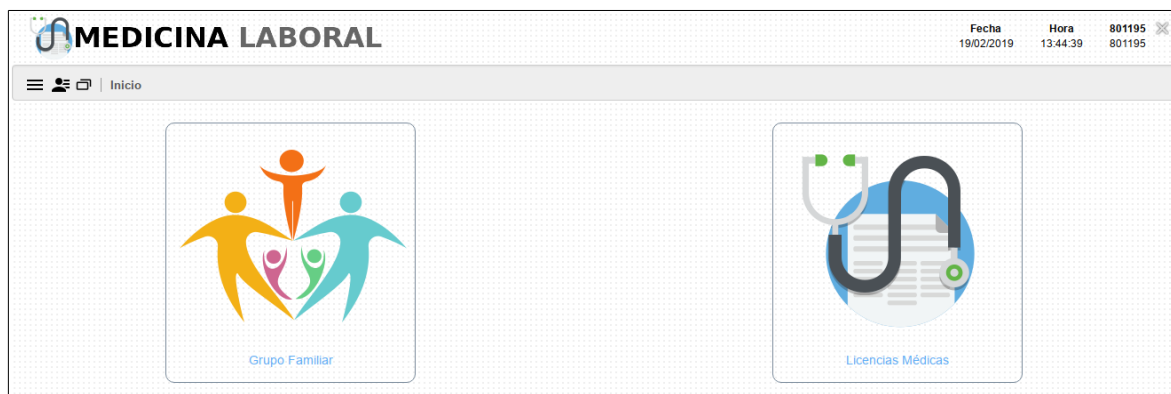 MEDICINA LABORAL
Fecha Hora 801195
19/02/2019 13:44:39 801195
Inicio
Grupo Familiar
Licencias Médicas